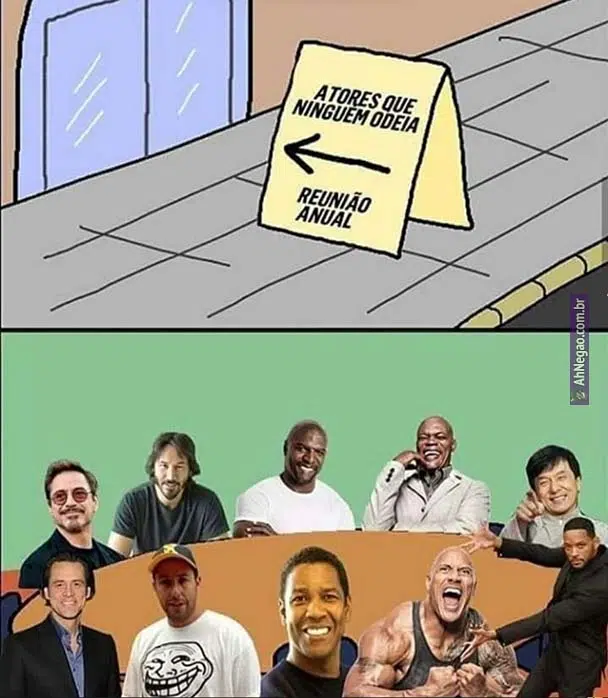 ATORES QUE
NINGUÉM ODEIA
REUNIÃO
ANUAL
AhNegao.com.br